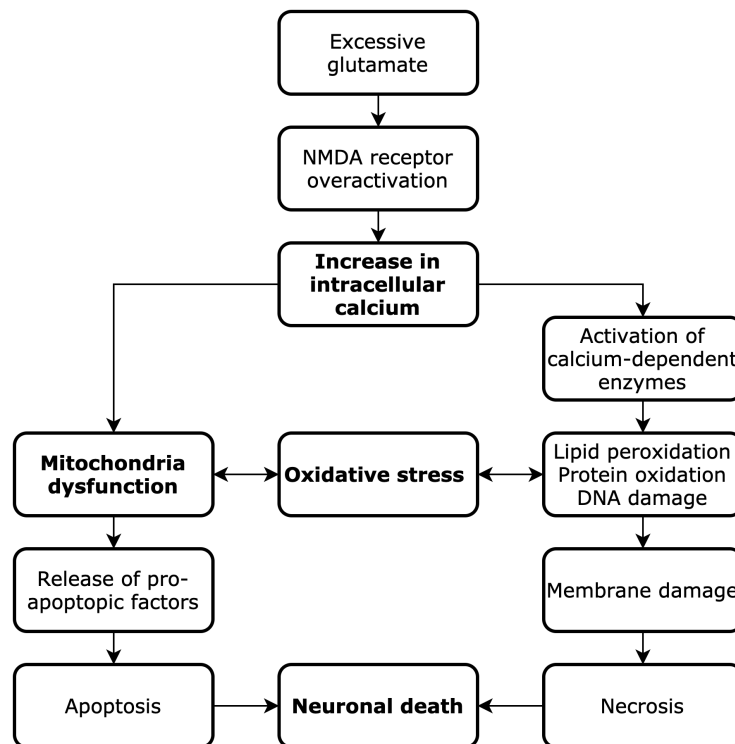 Excessive
glutamate
NMDA receptor
overactivation
Increase in
intracellular
calcium
Activation of
calcium-dependent
enzymes
Mitochondria
dysfunction
Oxidative stress
Lipid peroxidation
Protein oxidation
DNA damage
Release of pro-
apoptopic factors
Membrane damage
Apoptosis
Neuronal death
Necrosis